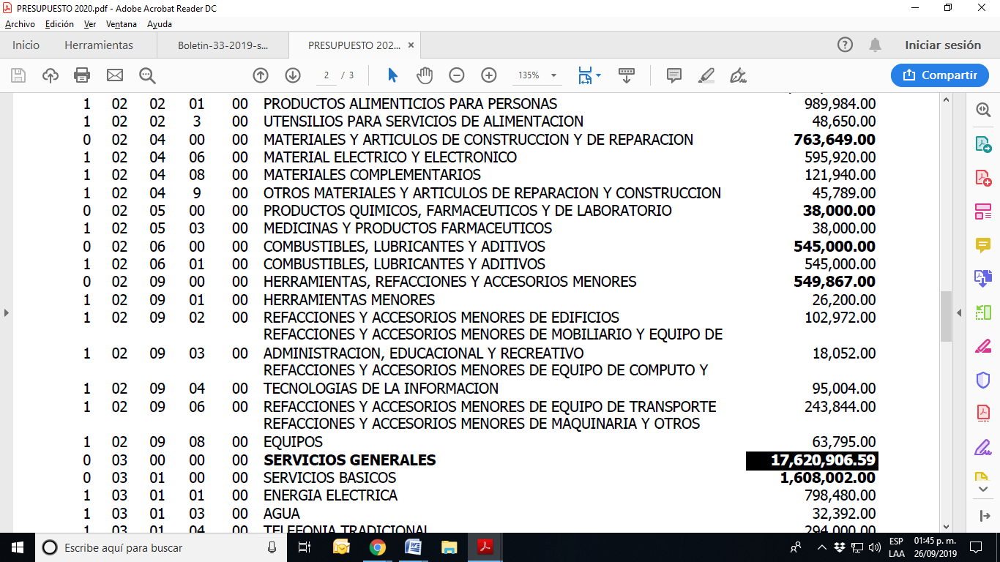 PRESUPUESTO 2020.pdf - Adobe Acrobat Reader DC
Archivo Edición Ver Ventana Ayuda
Inicio Herramientas Boletin-33-2019-s... PRESUPUESTO 202... × Iniciar sesión
2 / 3 135% Compartir
1 02 02 01 00 PRODUCTOS ALIMENTICIOS PARA PERSONAS 989,984.00
1 02 02 3 00 UTENSILIOS PARA SERVICIOS DE ALIMENTACION 48,650.00
0 02 04 00 00 MATERIALES Y ARTICULOS DE CONSTRUCCION Y DE REPARACION 763,649.00
1 02 04 06 00 MATERIAL ELECTRICO Y ELECTRONICO 595,920.00
1 02 04 08 00 MATERIALES COMPLEMENTARIOS 121,940.00
1 02 04 9 00 OTROS MATERIALES Y ARTICULOS DE REPARACION Y CONSTRUCCION 45,789.00
0 02 05 00 00 PRODUCTOS QUIMICOS, FARMACEUTICOS Y DE LABORATORIO 38,000.00
1 02 05 03 00 MEDICINAS Y PRODUCTOS FARMACEUTICOS 38,000.00
0 02 06 00 00 COMBUSTIBLES, LUBRICANTES Y ADITIVOS 545,000.00
1 02 06 01 00 COMBUSTIBLES, LUBRICANTES Y ADITIVOS 545,000.00
0 02 09 00 00 HERRAMIENTAS, REFACCIONES Y ACCESORIOS MENORES 549,867.00
1 02 09 01 00 HERRAMIENTAS MENORES 26,200.00
1 02 09 02 00 REFACCIONES Y ACCESORIOS MENORES DE EDIFICIOS 102,972.00
REFACCIONES Y ACCESORIOS MENORES DE MOBILIARIO Y EQUIPO DE
1 02 09 03 00 ADMINISTRACION, EDUCACIONAL Y RECREATIVO 18,052.00
REFACCIONES Y ACCESORIOS MENORES DE EQUIPO DE COMPUTO Y
1 02 09 04 00 TECNOLOGIAS DE LA INFORMACION 95,004.00
1 02 09 06 00 REFACCIONES Y ACCESORIOS MENORES DE EQUIPO DE TRANSPORTE 243,844.00
REFACCIONES Y ACCESORIOS MENORES DE MAQUINARIA Y OTROS
1 02 09 08 00 EQUIPOS 63,795.00
0 03 00 00 00 SERVICIOS GENERALES 17,620,906.59
0 03 01 00 00 SERVICIOS BASICOS 1,608,002.00
1 03 01 01 00 ENERGIA ELECTRICA 798,480.00
1 03 01 03 00 AGUA 32,392.00
1 03 01 04 00 TELEFONIA TRADICIONAL 294,000.00
Escribe aquí para buscar ESP 01:45 p. m.
LAA 26/09/2019